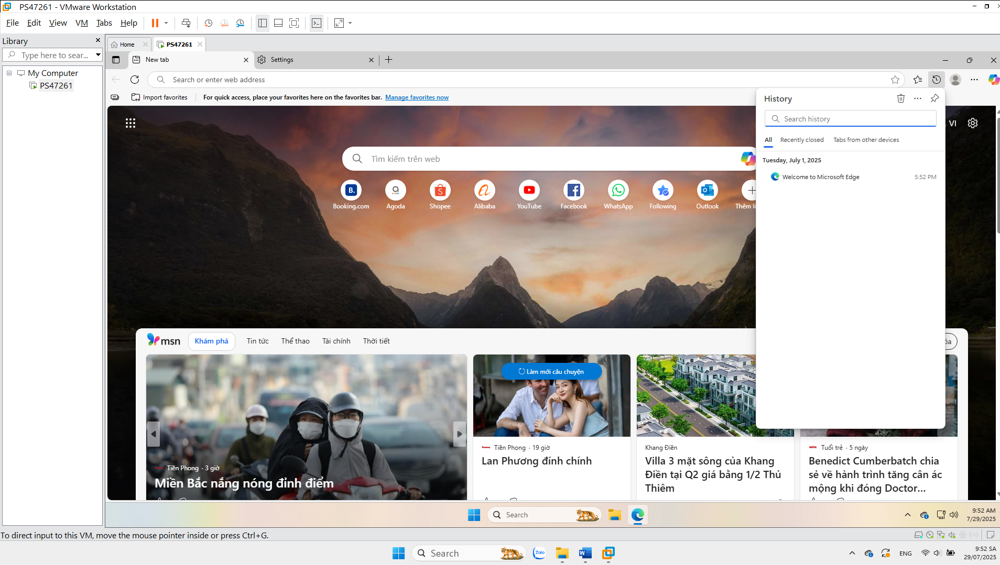 PS47261 - VMware Workstation
File Edit View VM Tabs Help
Library
Type here to sear...
My Computer
PS47261
Home
PS47261
New tab
Settings
Search or enter web address
Import favorites
For quick access, place your favorites here on the favorites bar. Manage favorites now
History
Search history
All Recently closed Tabs from other devices
Tuesday, July 1, 2025
Welcome to Microsoft Edge 5:52 PM
VI
Tìm kiếm trên web
Booking.com Agoda Shopee Alibaba YouTube Facebook WhatsApp Following Outlook Thêm
msn Khám phá Tin tức Thể thao Tài chính Thời tiết
Làm mới câu chuyện
Tiền Phong · 3 giờ
Miền Bắc nắng nóng đỉnh điểm
Tiền Phong · 19 giờ
Lan Phương đính chính
Khang Điền
Villa 3 mặt sông của Khang
Điền tại Q2 giá bằng 1/2 Thủ
Thiêm
Tuổi trẻ · 5 ngày
Benedict Cumberbatch chia
sẻ về hành trình tăng cân ác
mộng khi đóng Doctor...
Search
9:52 AM
7/29/2025
To direct input to this VM, move the mouse pointer inside or press Ctrl+G.
Search
Zalo
ENG
9:52 SA
29/07/2025